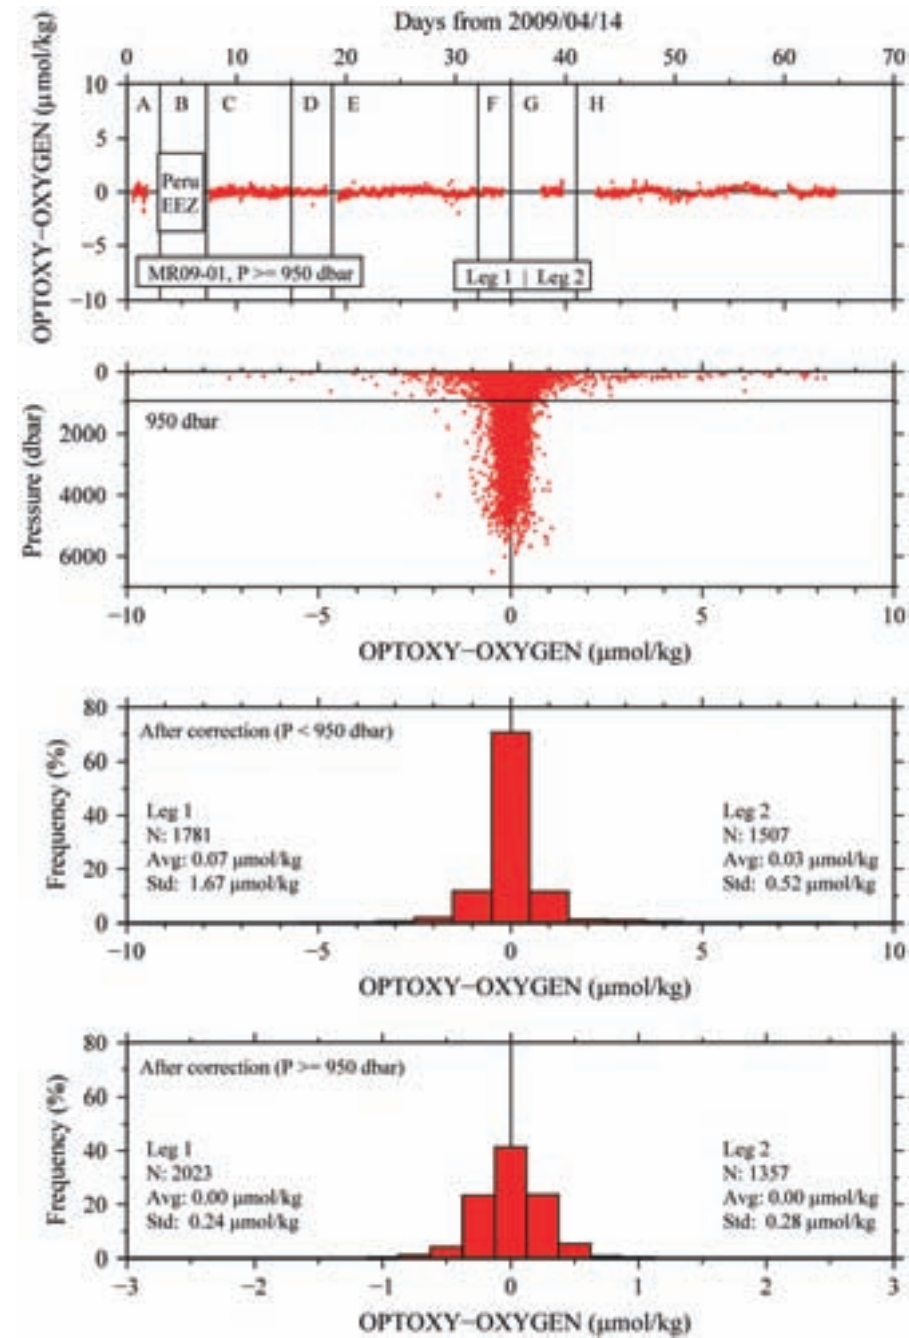 Days from 2009/04/14
0 10 20 30 40 50 60 70
OPTOXY−OXYGEN (μmol/kg)
10
5
0
−5
−10
A B C D E F G H
Peru
EEZ
MR09-01, P >= 950 dbar
Leg 1 | Leg 2
Pressure (dbar)
0
2000
4000
6000
950 dbar
−10 −5 0 5 10
OPTOXY−OXYGEN (μmol/kg)
Frequency (%)
80
60
40
20
0
After correction (P < 950 dbar)
Leg 1
N: 1781
Avg: 0.07 μmol/kg
Std: 1.67 μmol/kg
Leg 2
N: 1507
Avg: 0.03 μmol/kg
Std: 0.52 μmol/kg
−10 −5 0 5 10
OPTOXY−OXYGEN (μmol/kg)
Frequency (%)
80
60
40
20
0
After correction (P >= 950 dbar)
Leg 1
N: 2023
Avg: 0.00 μmol/kg
Std: 0.24 μmol/kg
Leg 2
N: 1357
Avg: 0.00 μmol/kg
Std: 0.28 μmol/kg
−3 −2 −1 0 1 2 3
OPTOXY−OXYGEN (μmol/kg)